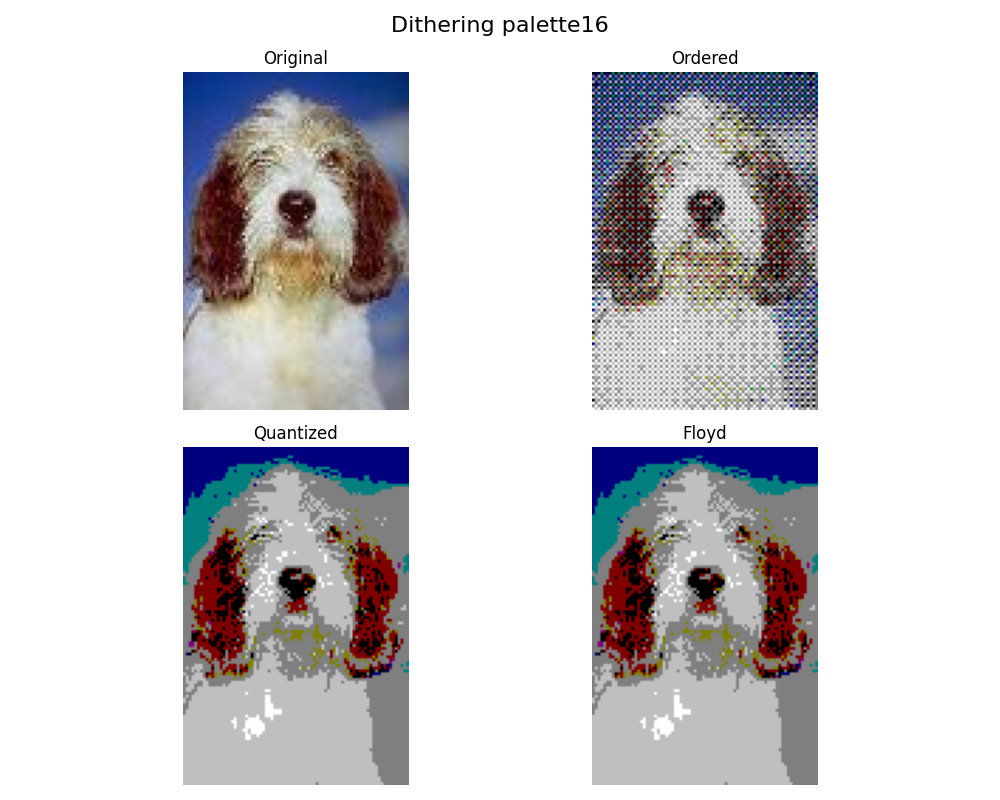 Dithering palette16
Original
Ordered
Quantized
Floyd